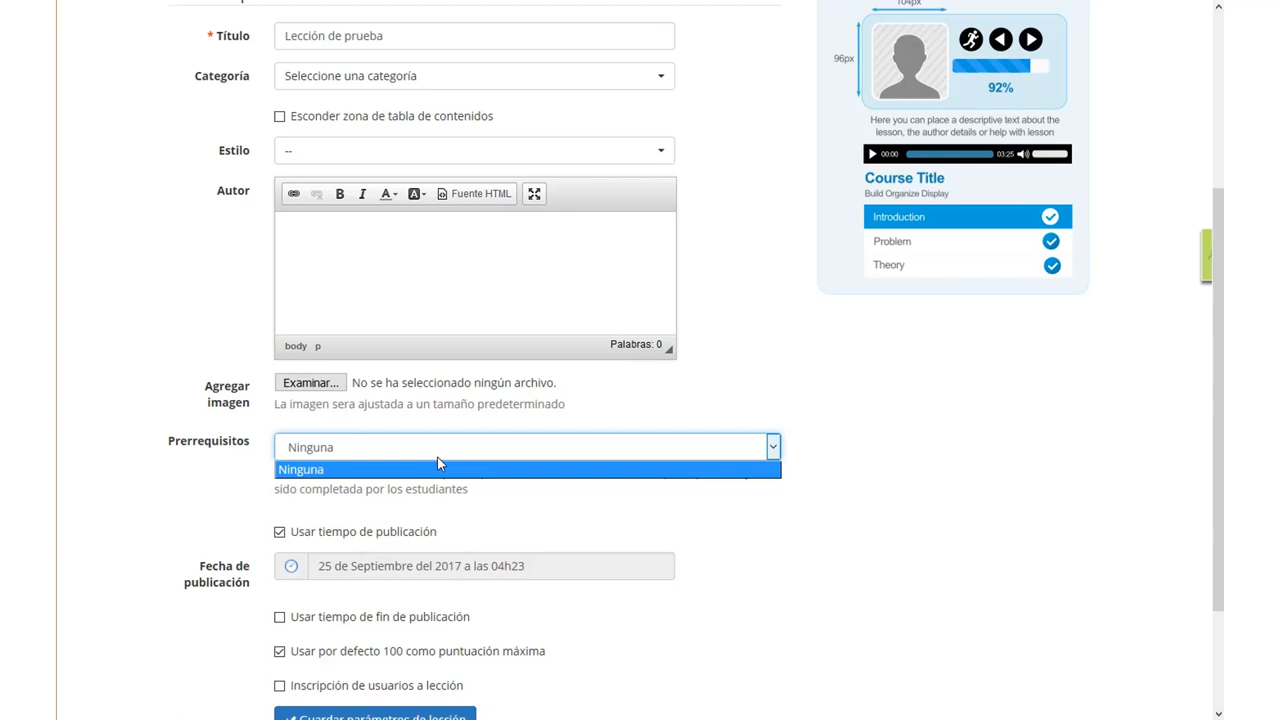 104px
* Título
Lección de prueba
96px
92%
Categoría
Seleccione una categoría
Here you can place a descriptive text about the
lesson, the author details or help with lesson
Esconder zona de tabla de contenidos
00:00
03:25
Estilo
--
Course Title
Build Organize Display
Autor
B I A A Fuente HTML
Introduction
Problem
Theory
body p
Palabras: 0
Agregar
imagen
Examinar... No se ha seleccionado ningún archivo.
La imagen sera ajustada a un tamaño predeterminado
Prerrequisitos
Ninguna
Ninguna
sido completada por los estudiantes
Usar tiempo de publicación
Fecha de
publicación
25 de Septiembre del 2017 a las 04h23
Usar tiempo de fin de publicación
Usar por defecto 100 como puntuación máxima
Inscripción de usuarios a lección
Guardar parámetros de lección